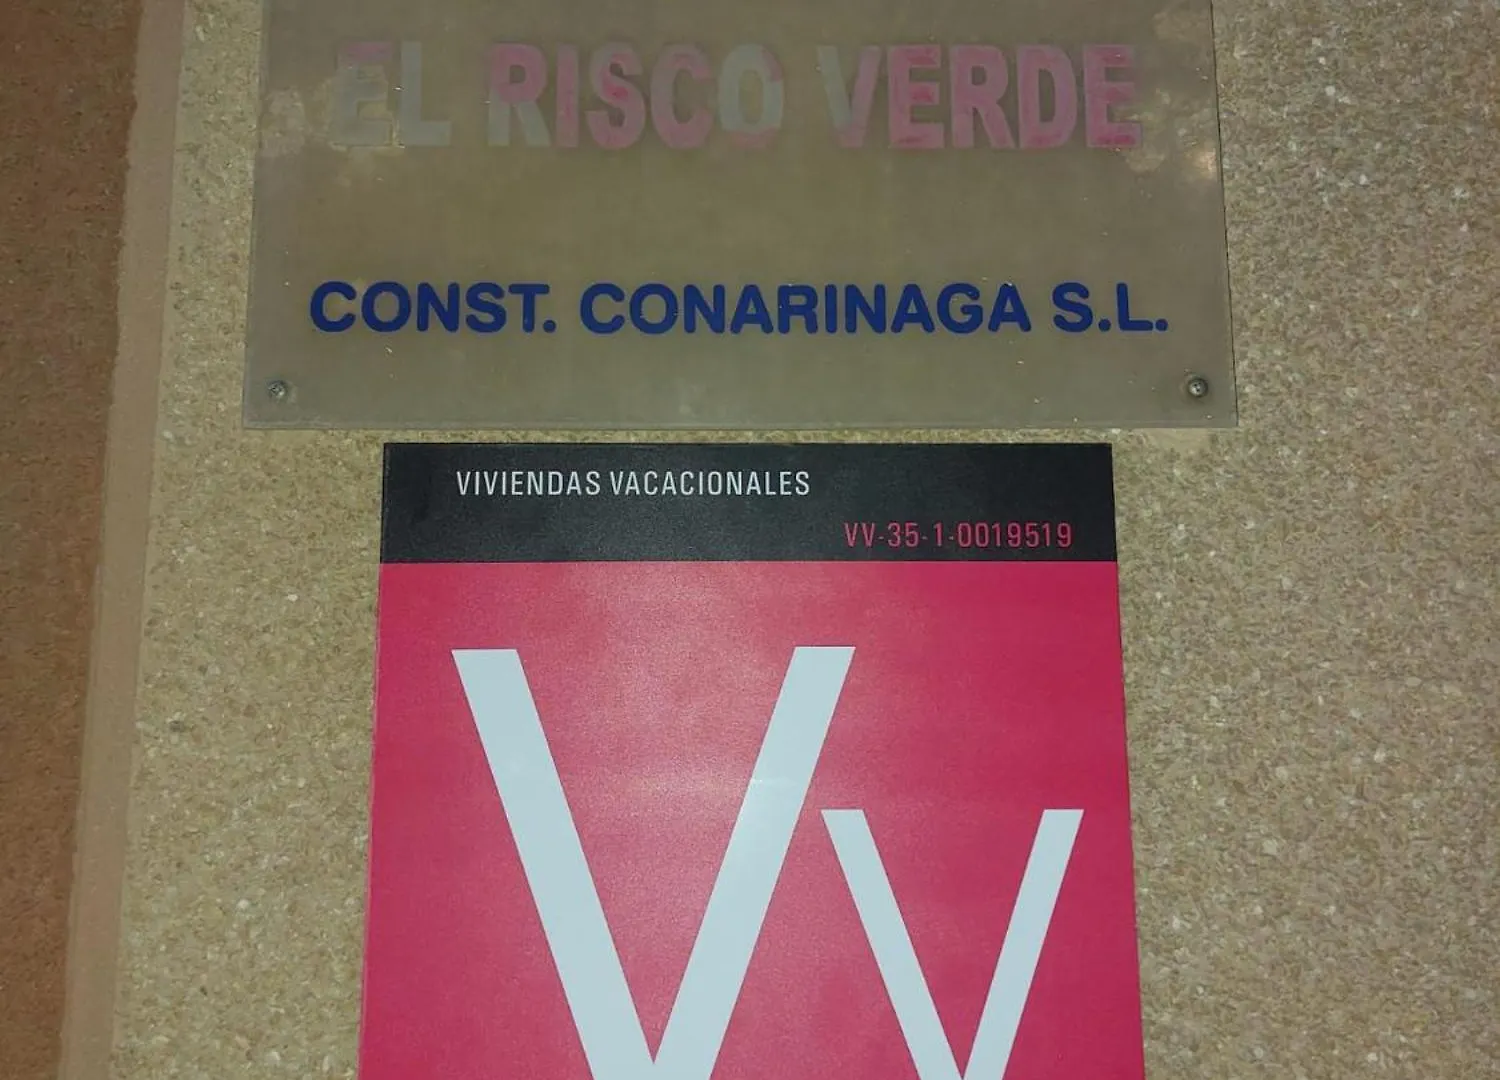 EL RISCO VERDE
CONST. CONARINAGA S.L.
VIVIENDAS VACACIONALES
VV-35-1-0019519
Vv